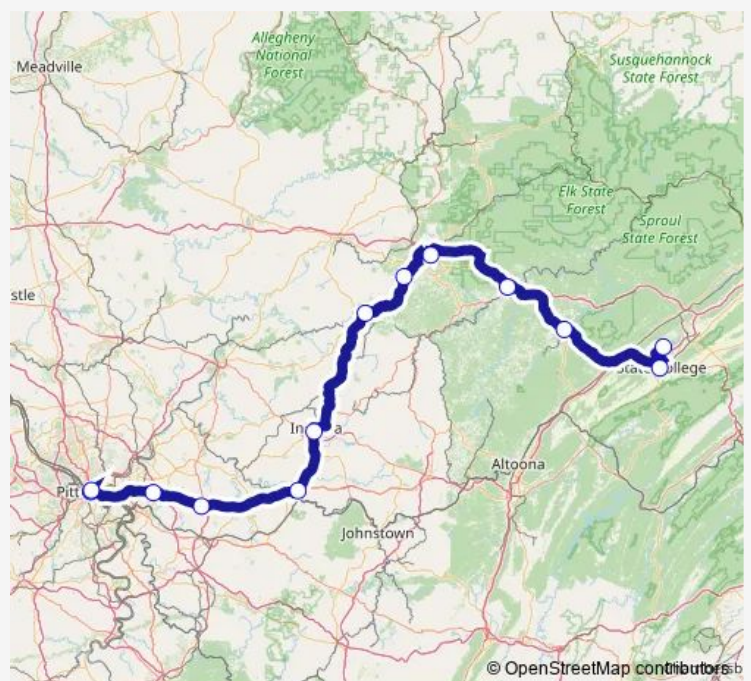 Allegheny
National
Forest
Meadville
Susquehannock
State Forest
Elk State
Forest
Sproul
State Forest
stle
State College
Altoona
Johnstown
© OpenStreetMap contributors